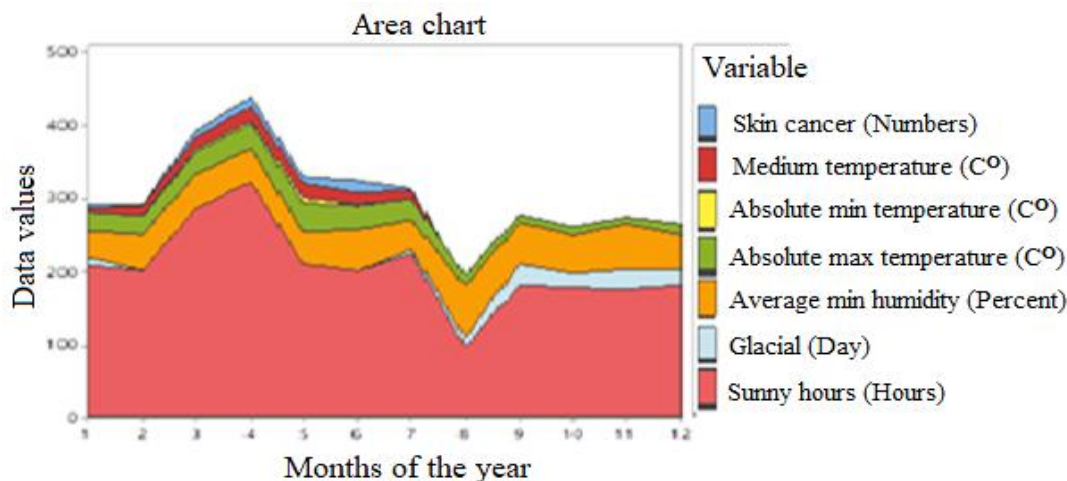 Area chart
500
400
300
200
100
0
Data values
1 2 3 4 5 6 7 8 9 10 11 12
Months of the year
Variable
Skin cancer (Numbers)
Medium temperature (Cº)
Absolute min temperature (Cº)
Absolute max temperature (Cº)
Average min humidity (Percent)
Glacial (Day)
Sunny hours (Hours)